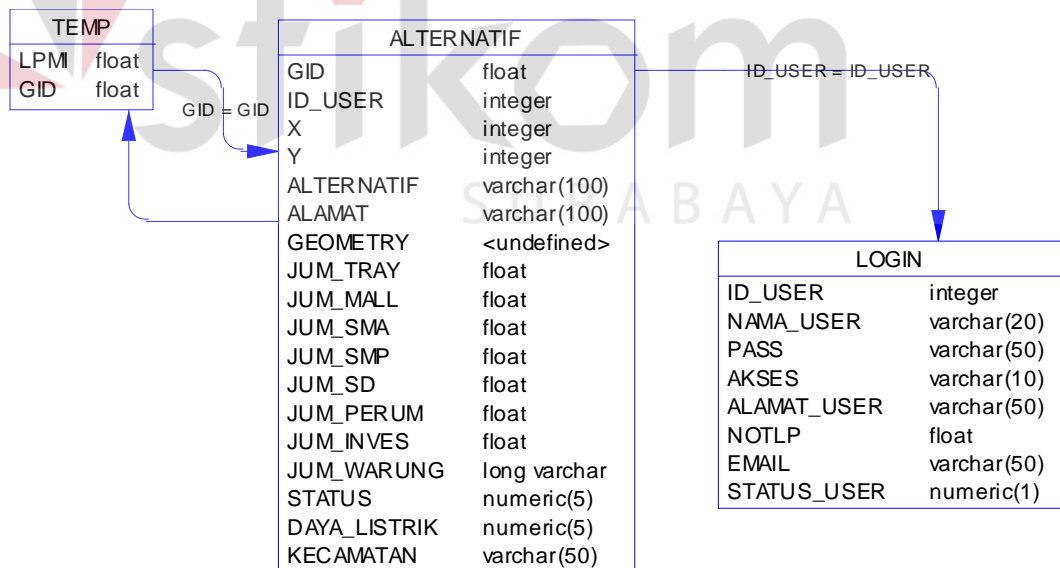 stikom
SURABAYA
TEMP
LPMI float
GID float
GID = GID
ALTERNATIF
GID float
ID_USER integer
X integer
Y integer
ALTERNATIF varchar(100)
ALAMAT varchar(100)
GEOMETRY <undefined>
JUM_TRAY float
JUM_MALL float
JUM_SMA float
JUM_SMP float
JUM_SD float
JUM_PERUM float
JUM_INVES float
JUM_WARUNG long varchar
STATUS numeric(5)
DAYA_LISTRIK numeric(5)
KECAMATAN varchar(50)
ID_USER = ID_USER
LOGIN
ID_USER integer
NAMA_USER varchar(20)
PASS varchar(50)
AKSES varchar(10)
ALAMAT_USER varchar(50)
NOTLP float
EMAIL varchar(50)
STATUS_USER numeric(1)